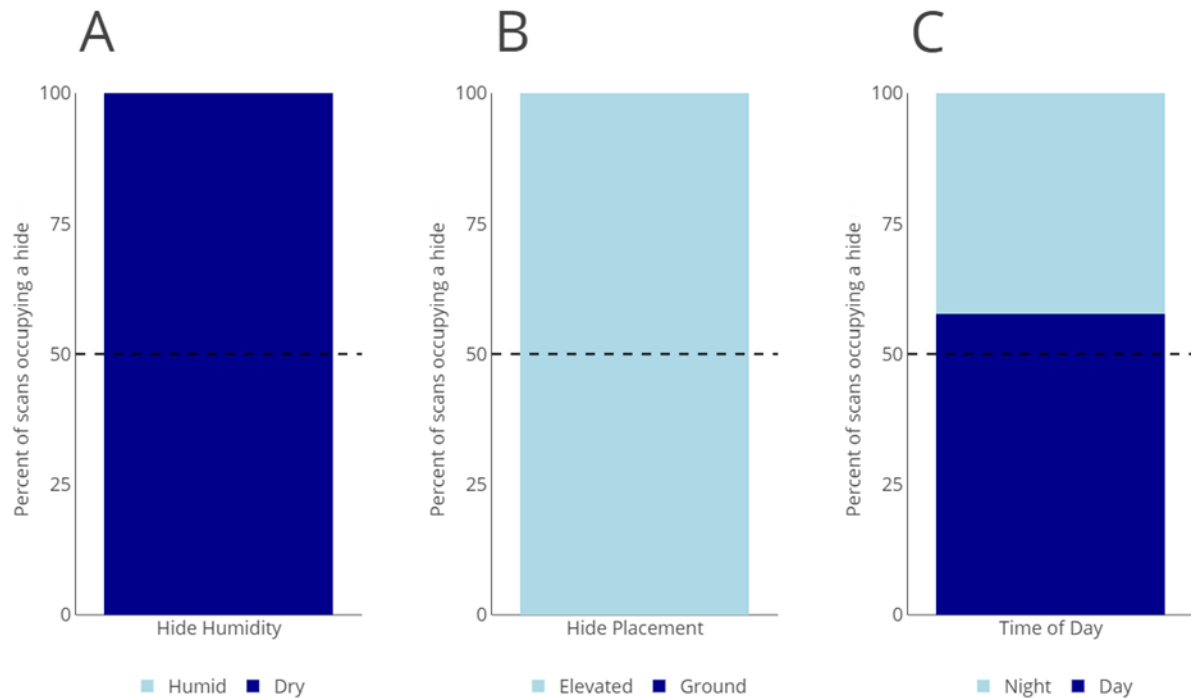 A
Percent of scans occupying a hide
100
75
50
25
0
Hide Humidity
Humid Dry
B
Percent of scans occupying a hide
100
75
50
25
0
Hide Placement
Elevated Ground
C
Percent of scans occupying a hide
100
75
50
25
0
Time of Day
Night Day